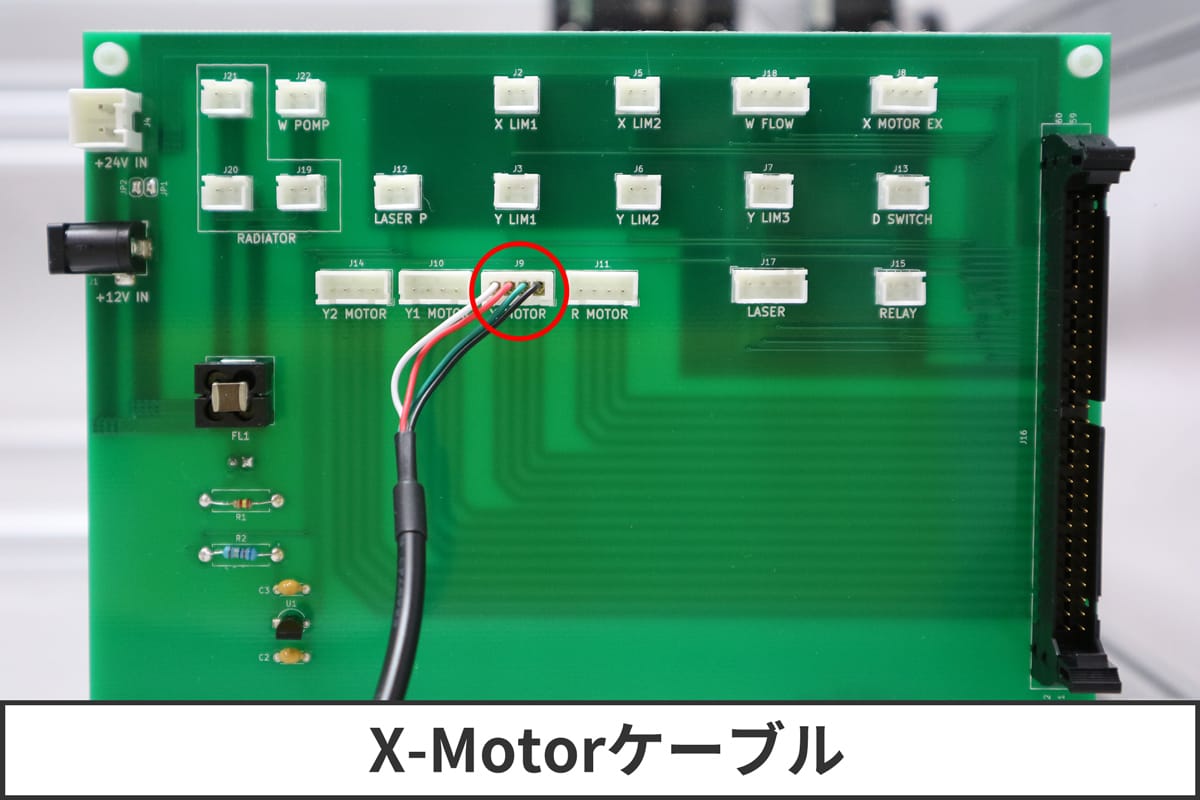 J21
J22
J2
J5
J18
J8
W POMP
X LIM1
X LIM2
W FLOW
X MOTOR EX
60
59
J4
+24V IN
JP2
JP1
J20
J19
J12
J3
J6
J7
J13
LASER P
Y LIM1
Y LIM2
Y LIM3
D SWITCH
RADIATOR
J1
+12V IN
J14
J10
J9
J11
J17
J15
Y2 MOTOR
Y1 MOTO
OTOR
R MOTOR
LASER
RELAY
FL1
J16
R1
R2
C3
U1
C2
2
1
X-Motorケーブル